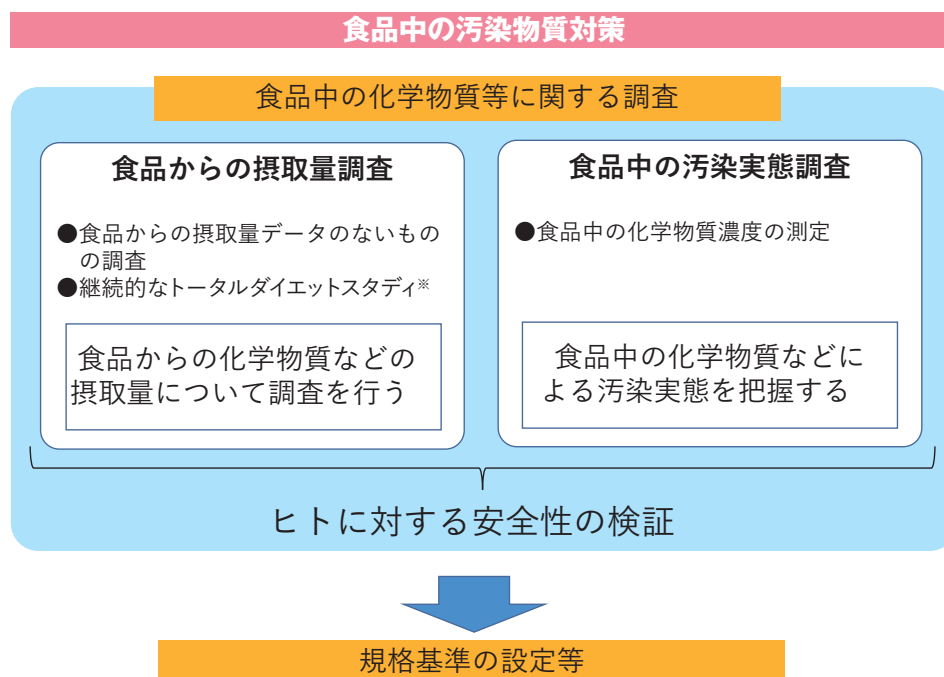 食品中の汚染物質対策
食品中の化学物質等に関する調査
食品からの摂取量調査
●食品からの摂取量データのないもの
の調査
●継続的なトータルダイエットスタディ※
食品からの化学物質などの
摂取量について調査を行う
食品中の汚染実態調査
●食品中の化学物質濃度の測定
食品中の化学物質などに
よる汚染実態を把握する
ヒトに対する安全性の検証
規格基準の設定等